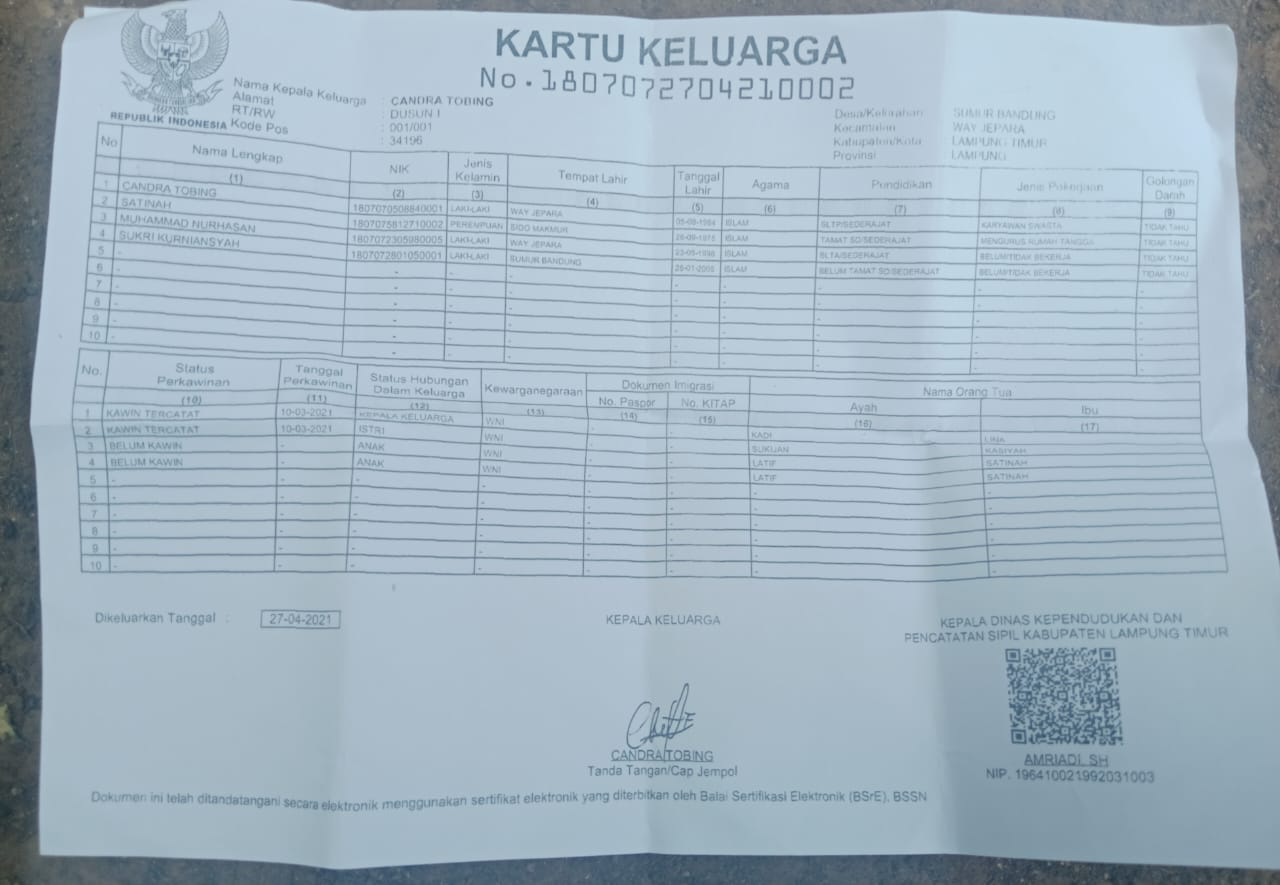 KARTU KELUARGA
No. 1807072704210002
REPUBLIK INDONESIA
Nama Kepala Keluarga : CANDRA TOBING
Alamat : DUSUN I
RT/RW : 001/001
Kode Pos : 34196
Desa/Kelurahan : SUMUR BANDUNG
Kecamatan : WAY JEPARA
Kabupaten/Kota : LAMPUNG TIMUR
Provinsi : LAMPUNG
No Nama Lengkap NIK Jenis Kelamin Tempat Lahir Tanggal Lahir Agama Pendidikan Jenis Pekerjaan Golongan Darah
(1) (2) (3) (4) (5) (6) (7) (8) (9)
1 CANDRA TOBING 1807070508840001 LAKI-LAKI WAY JEPARA 05-08-1984 ISLAM SLTP/SEDERAJAT KARYAWAN SWASTA TIDAK TAHU
2 SATINAH 1807075812710002 PEREMPUAN SIDO MAKMUR ISLAM TAMAT SD/SEDERAJAT MENGURUS RUMAH TANGGA TIDAK TAHU
3 MUHAMMAD NURHASAN 1807072305980005 LAKI-LAKI WAY JEPARA 23-05-1998 ISLAM SLTA/SEDERAJAT BELUM/TIDAK BEKERJA TIDAK TAHU
4 SUKRI KURNIANSYAH 1807072801050001 LAKI-LAKI SUMUR BANDUNG 28-01-2005 ISLAM BELUM TAMAT SD/SEDERAJAT BELUM/TIDAK BEKERJA TIDAK TAHU
5 - - - - - - - - -
6 - - - - - - - - -
7 - - - - - - - - -
8 - - - - - - - - -
9 - - - - - - - - -
10 - - - - - - - - -
No. Status Perkawinan Tanggal Perkawinan Status Hubungan Dalam Keluarga Kewarganegaraan Dokumen Imigrasi Nama Orang Tua
No. Paspor No. KITAP Ayah Ibu
(10) (11) (12) (13) (14) (15) (16) (17)
1 KAWIN TERCATAT 10-03-2021 KEPALA KELUARGA WNI - - KADI LINA
2 KAWIN TERCATAT 10-03-2021 ISTRI WNI - - SUKIJAN KASIYAH
3 BELUM KAWIN - ANAK WNI - - LATIF SATINAH
4 BELUM KAWIN - ANAK WNI - - LATIF SATINAH
5 - - - - - - - -
6 - - - - - - - -
7 - - - - - - - -
8 - - - - - - - -
9 - - - - - - - -
10 - - - - - - - -
Dikeluarkan Tanggal : 27-04-2021
KEPALA KELUARGA
CANDRA TOBING
Tanda Tangan/Cap Jempol
KEPALA DINAS KEPENDUDUKAN DAN
PENCATATAN SIPIL KABUPATEN LAMPUNG TIMUR
AMRIADI, SH
NIP. 196410021992031003
Dokumen ini telah ditandatangani secara elektronik menggunakan sertifikat elektronik yang diterbitkan oleh Balai Sertifikasi Elektronik (BSrE), BSSN